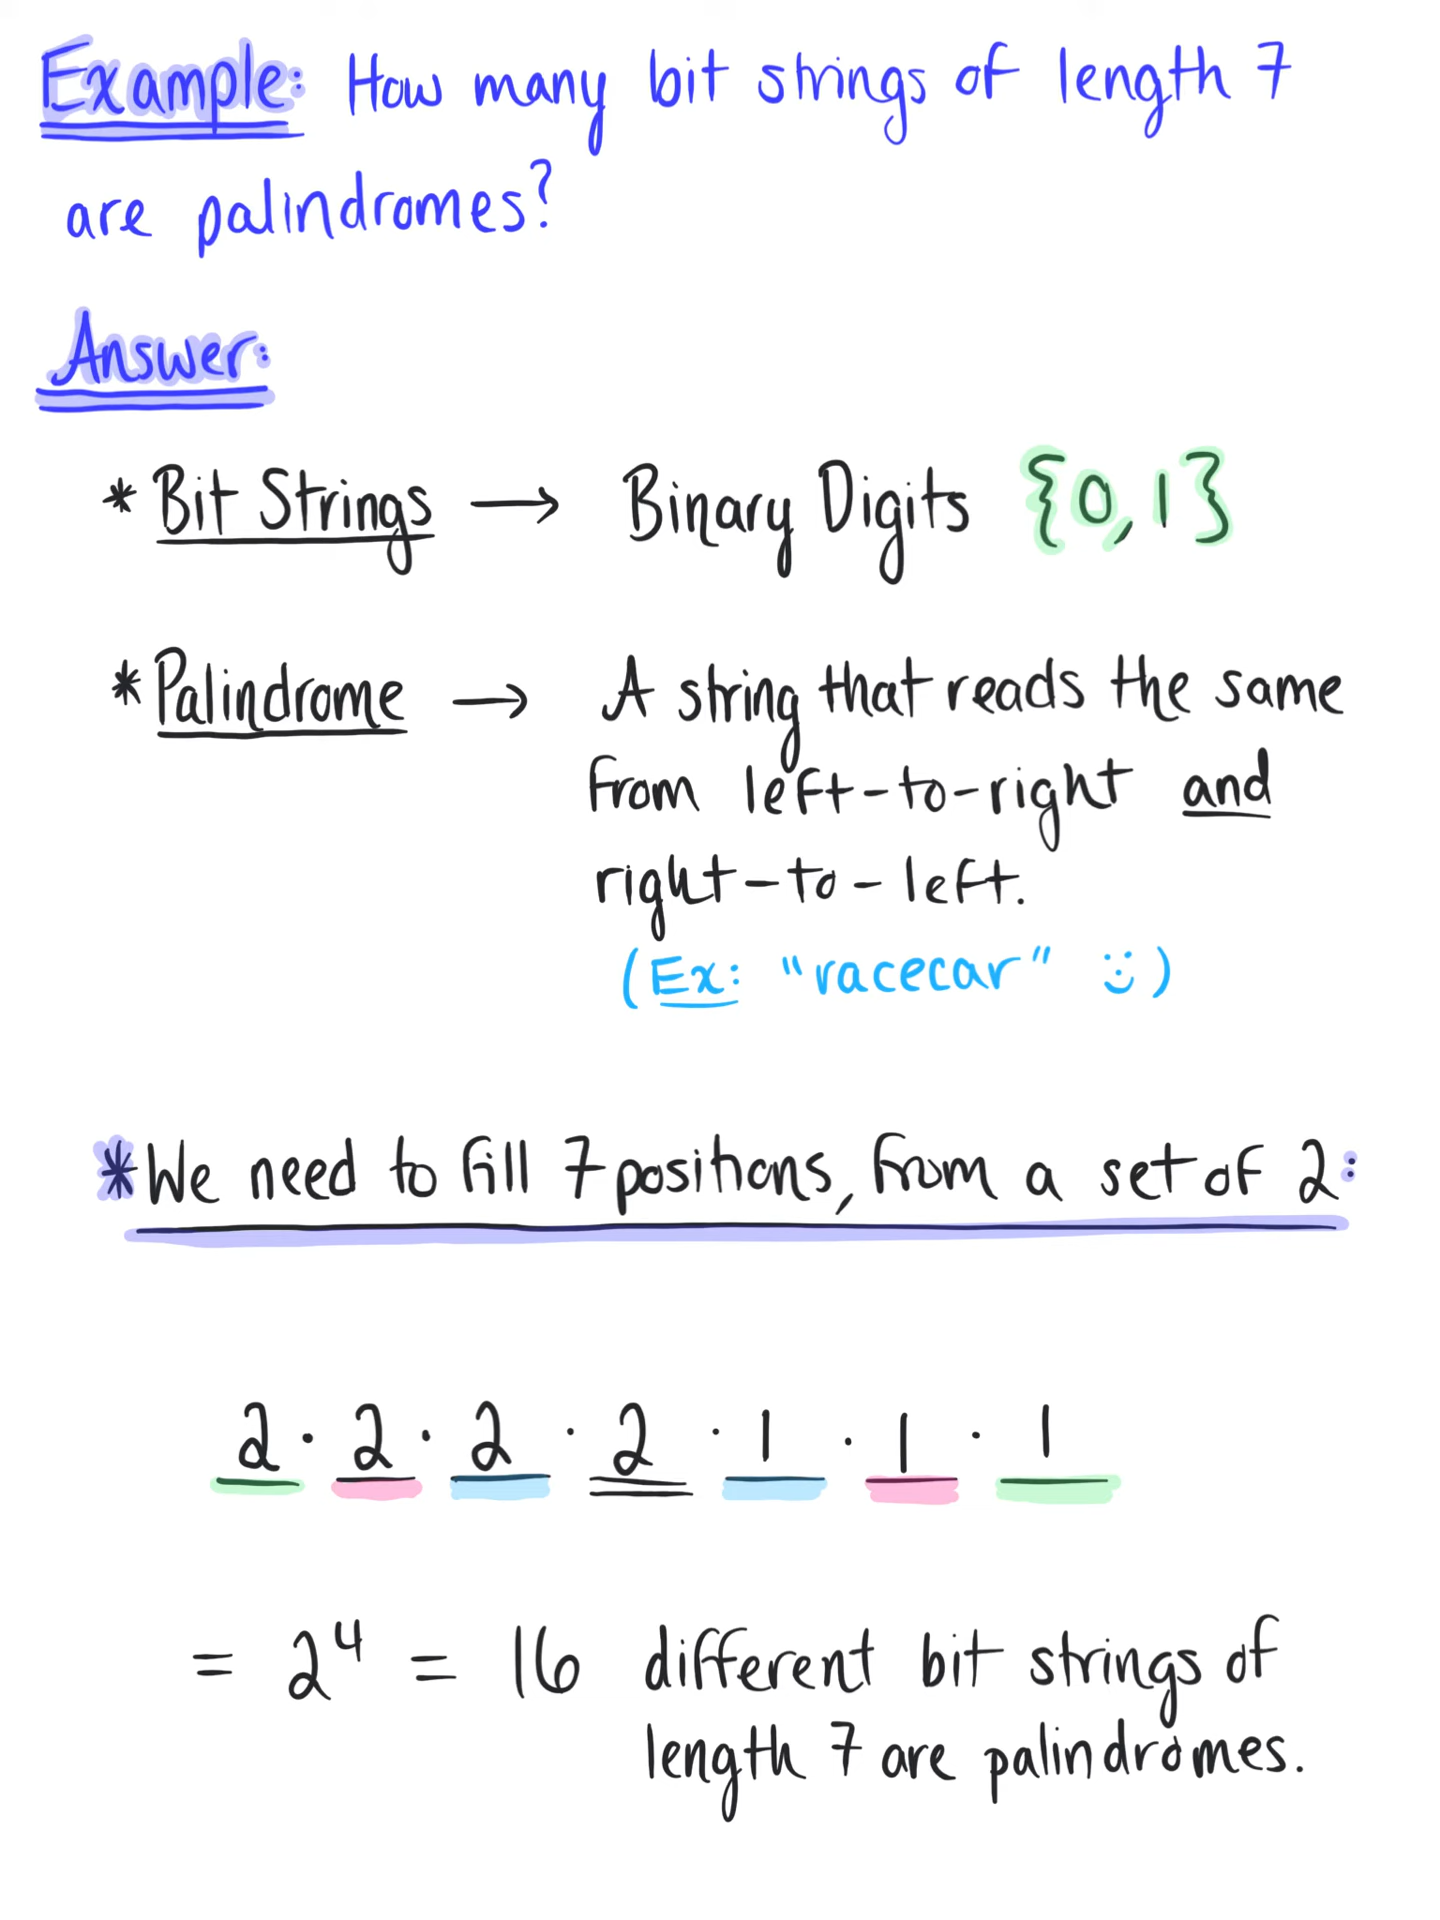 Example: How many bit strings of length 7
are palindromes?
Answer:
* Bit Strings → Binary Digits {0,1}
* Palindrome → A string that reads the same
from left-to-right and
right-to-left.
(Ex: "racecar" :))
* We need to fill 7 positions, from a set of 2:
2 · 2 · 2 · 2 · 1 · 1 · 1
= 2⁴ = 16 different bit strings of
length 7 are palindromes.